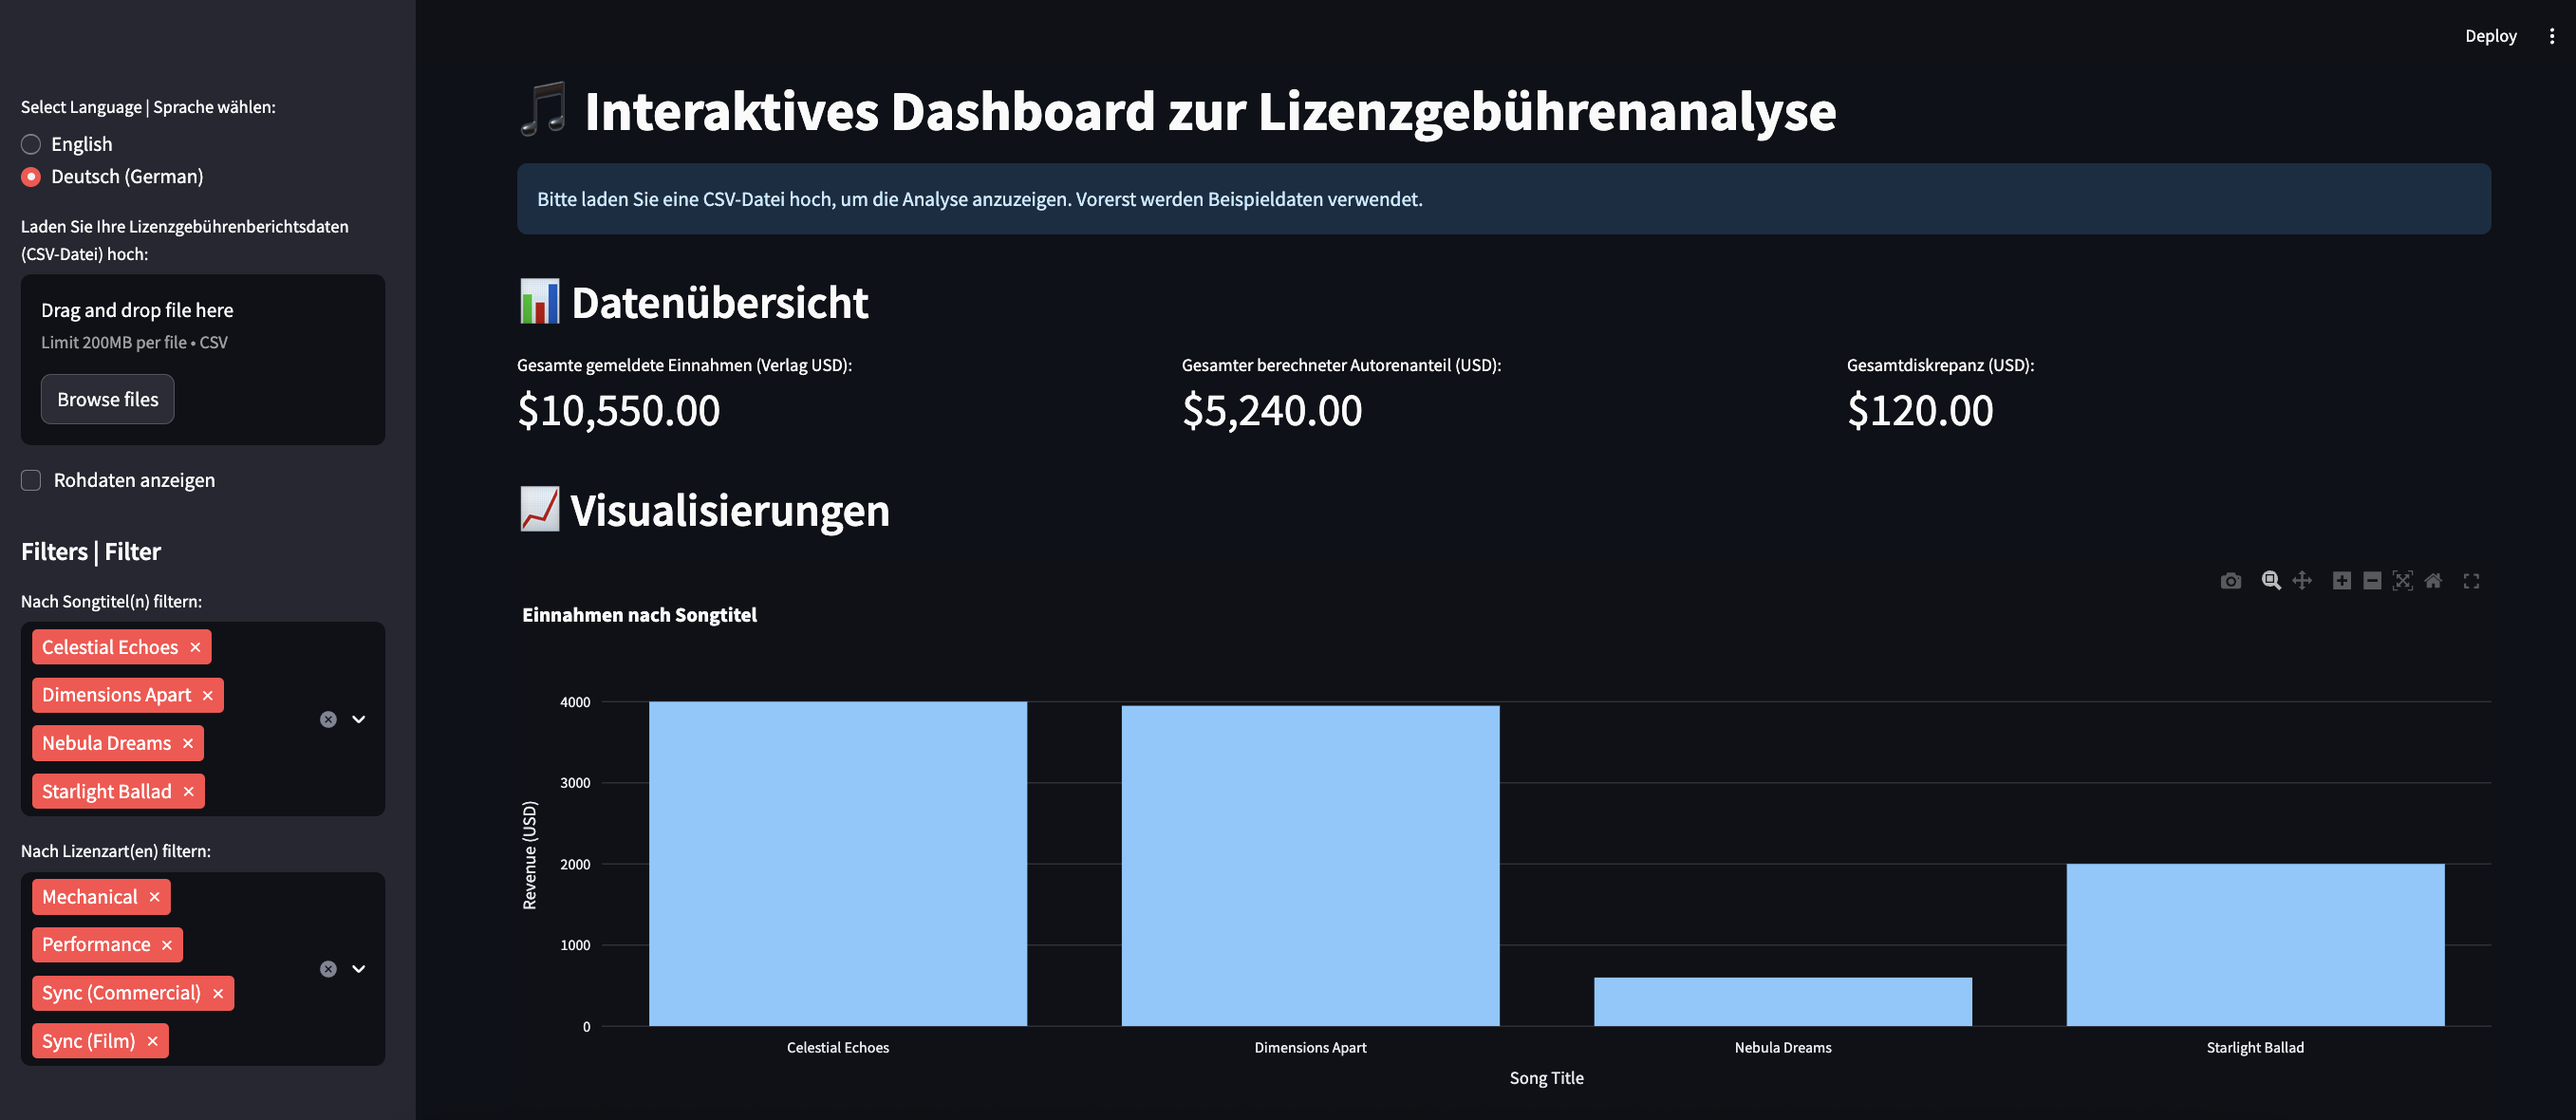 Deploy
Select Language | Sprache wählen:
English
Deutsch (German)
Laden Sie Ihre Lizenzgebührenberichtsdaten
(CSV-Datei) hoch:
Drag and drop file here
Limit 200MB per file • CSV
Browse files
Rohdaten anzeigen
Filters | Filter
Nach Songtitel(n) filtern:
Celestial Echoes
Dimensions Apart
Nebula Dreams
Starlight Ballad
Nach Lizenzart(en) filtern:
Mechanical
Performance
Sync (Commercial)
Sync (Film)
Interaktives Dashboard zur Lizenzgebührenanalyse
Bitte laden Sie eine CSV-Datei hoch, um die Analyse anzuzeigen. Vorerst werden Beispieldaten verwendet.
Datenübersicht
Gesamte gemeldete Einnahmen (Verlag USD):
$10,550.00
Gesamter berechneter Autorenanteil (USD):
$5,240.00
Gesamtdiskrepanz (USD):
$120.00
Visualisierungen
Einnahmen nach Songtitel
Revenue (USD)
4000
3000
2000
1000
0
Celestial Echoes
Dimensions Apart
Nebula Dreams
Starlight Ballad
Song Title